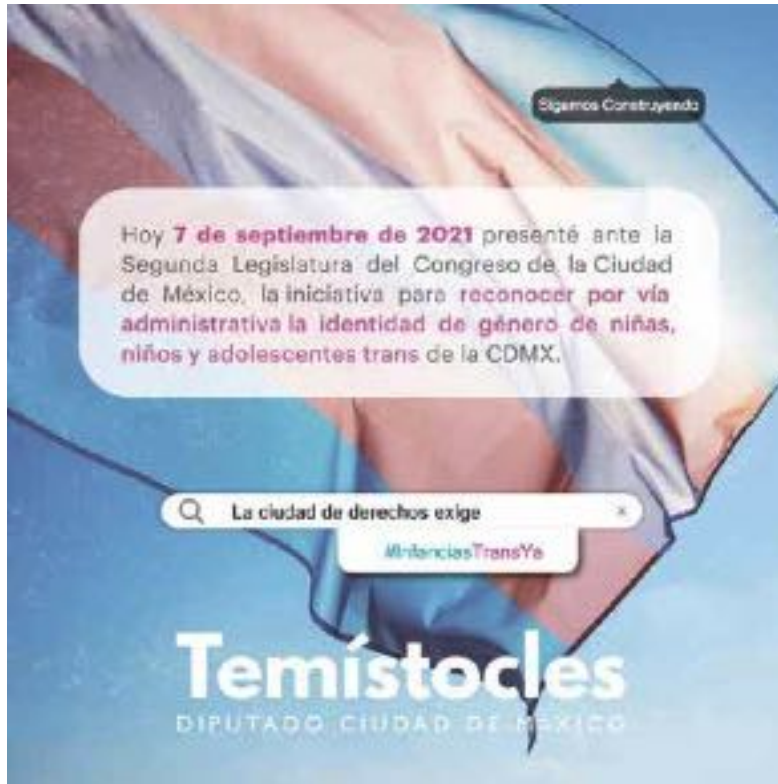 Sigamos Construyendo
Hoy 7 de septiembre de 2021 presenté ante la
Segunda Legislatura del Congreso de la Ciudad
de México, la iniciativa para reconocer por vía
administrativa la identidad de género de niñas,
niños y adolescentes trans de la CDMX.
La ciudad de derechos exige
#InfanciasTransYa
Temístocles
DIPUTADO CIUDAD DE MÉXICO